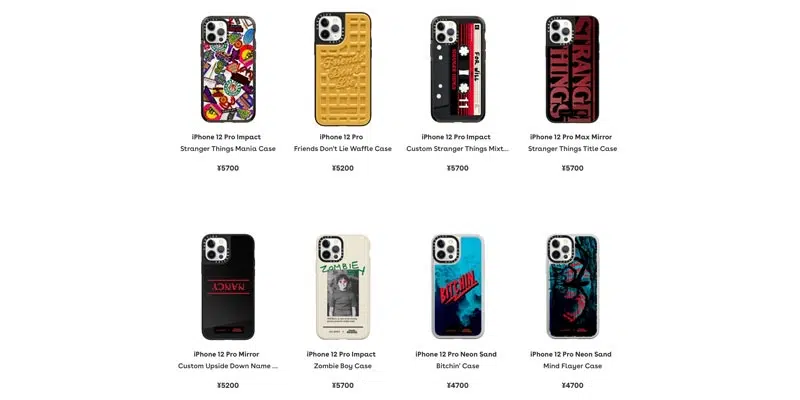 Friends
Don't
Lie
FOR WILL
11
STRANGER
THINGS
iPhone 12 Pro Impact
Stranger Things Mania Case
¥5700
iPhone 12 Pro
Friends Don't Lie Waffle Case
¥5200
iPhone 12 Pro Impact
Custom Stranger Things Mixt...
¥5700
iPhone 12 Pro Max Mirror
Stranger Things Title Case
¥5700
NANCY
ZOMBIE
BITCHIN'
iPhone 12 Pro Mirror
Custom Upside Down Name ...
¥5200
iPhone 12 Pro Impact
Zombie Boy Case
¥5700
iPhone 12 Pro Neon Sand
Bitchin' Case
¥4700
iPhone 12 Pro Neon Sand
Mind Flayer Case
¥4700